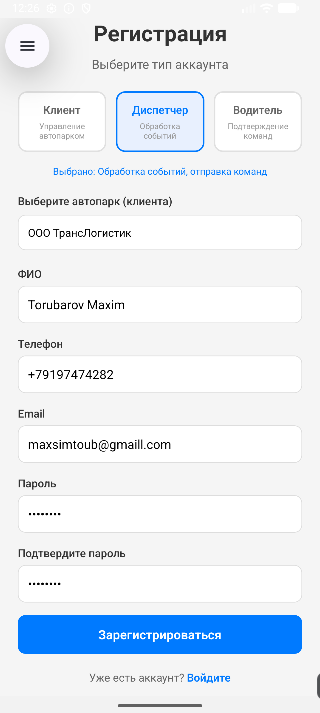 12:26
Регистрация
Выберите тип аккаунта
Клиент
Управление
автопарком
Диспетчер
Обработка
событий
Водитель
Подтверждение
команд
Выбрано: Обработка событий, отправка команд
Выберите автопарк (клиента)
ООО ТрансЛогистик
ФИО
Torubarov Maxim
Телефон
+79197474282
Email
maxsimtoub@gmaill.com
Пароль
••••••••
Подтвердите пароль
••••••••
Зарегистрироваться
Уже есть аккаунт? Войдите